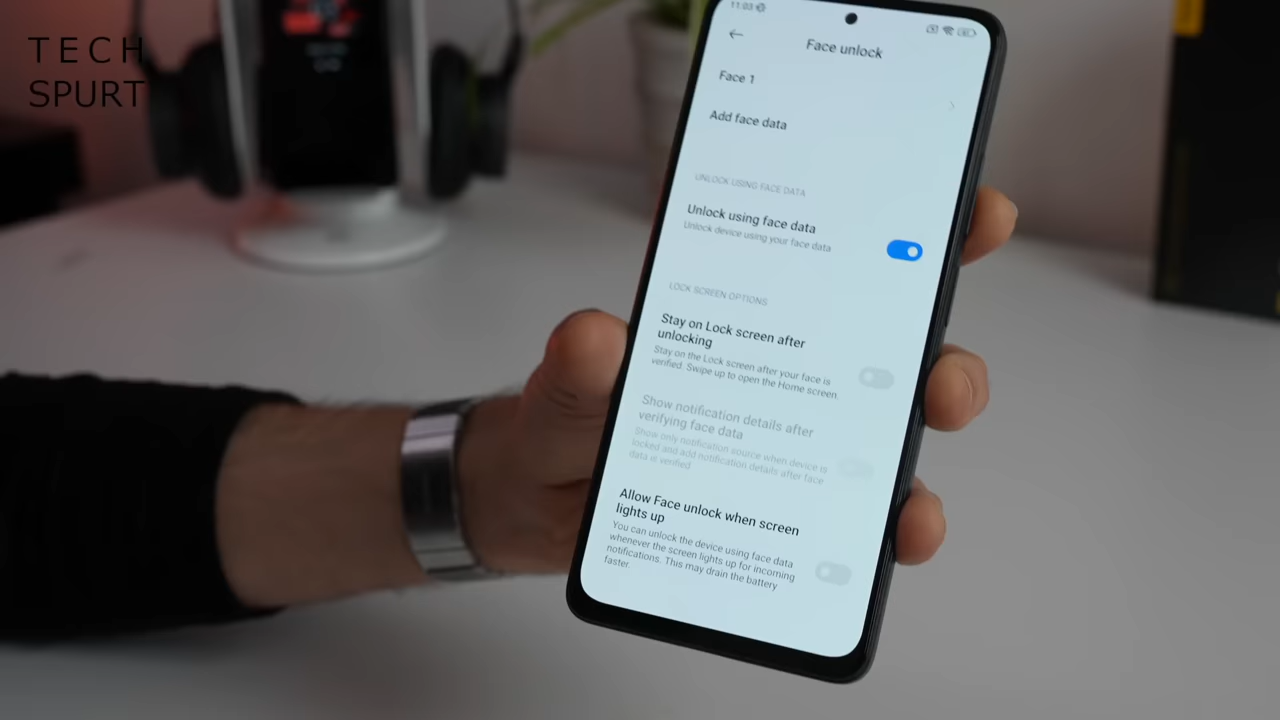 TECH
SPURT
11:03
Face unlock
Face 1
Add face data
UNLOCK USING FACE DATA
Unlock using face data
Unlock device using your face data
LOCK SCREEN OPTIONS
Stay on Lock screen after
unlocking
Stay on the Lock screen after your face is
verified. Swipe up to open the Home screen.
Show notification details after
verifying face data
Show only notification source when device is
locked and add notification details after face
data is verified
Allow Face unlock when screen
lights up
You can unlock the device using face data
whenever the screen lights up for incoming
notifications. This may drain the battery
faster.